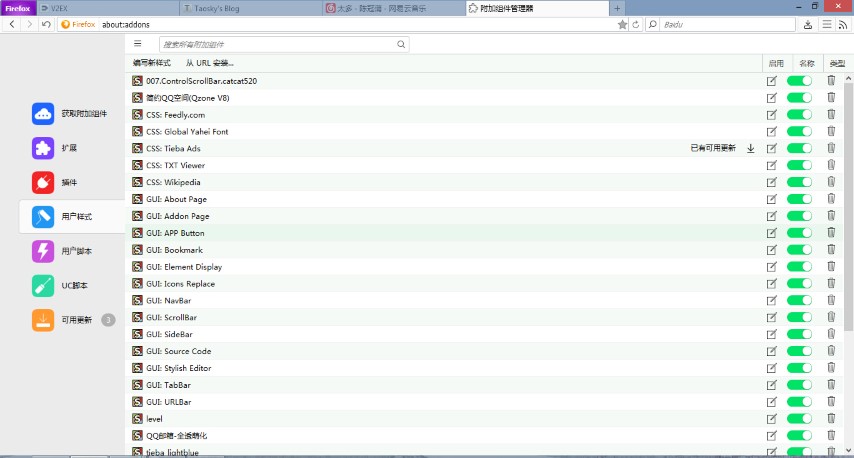 Firefox
V2EX
Taosky's Blog
太多 - 陈冠蒲 - 网易云音乐
附加组件管理器
Firefox
about:addons
Baidu
搜索所有附加组件
编写新样式
从 URL 安装...
启用
名称
类型
获取附加组件
扩展
插件
用户样式
用户脚本
UC脚本
可用更新
3
007.ControlScrollBar.catcat520
简约QQ空间(Qzone V8)
CSS: Feedly.com
CSS: Global Yahei Font
CSS: Tieba Ads
已有可用更新
CSS: TXT Viewer
CSS: Wikipedia
GUI: About Page
GUI: Addon Page
GUI: APP Button
GUI: Bookmark
GUI: Element Display
GUI: Icons Replace
GUI: NavBar
GUI: ScrollBar
GUI: SideBar
GUI: Source Code
GUI: Stylish Editor
GUI: TabBar
GUI: URLBar
level
QQ邮箱-全透萌化
tieba lightblue